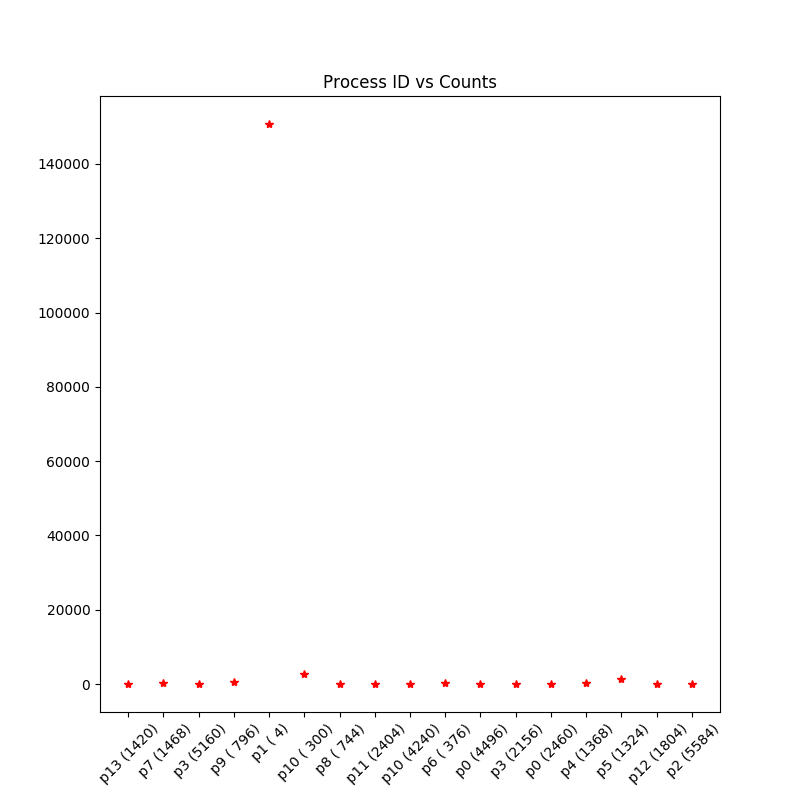 Process ID vs Counts
140000
120000
100000
80000
60000
40000
20000
0
p13 (1420)
p7 (1468)
p3 (5160)
p9 ( 796)
p1 ( 4)
p10 ( 300)
p8 ( 744)
p11 (2404)
p10 (4240)
p6 ( 376)
p0 (4496)
p3 (2156)
p0 (2460)
p4 (1368)
p5 (1324)
p12 (1804)
p2 (5584)